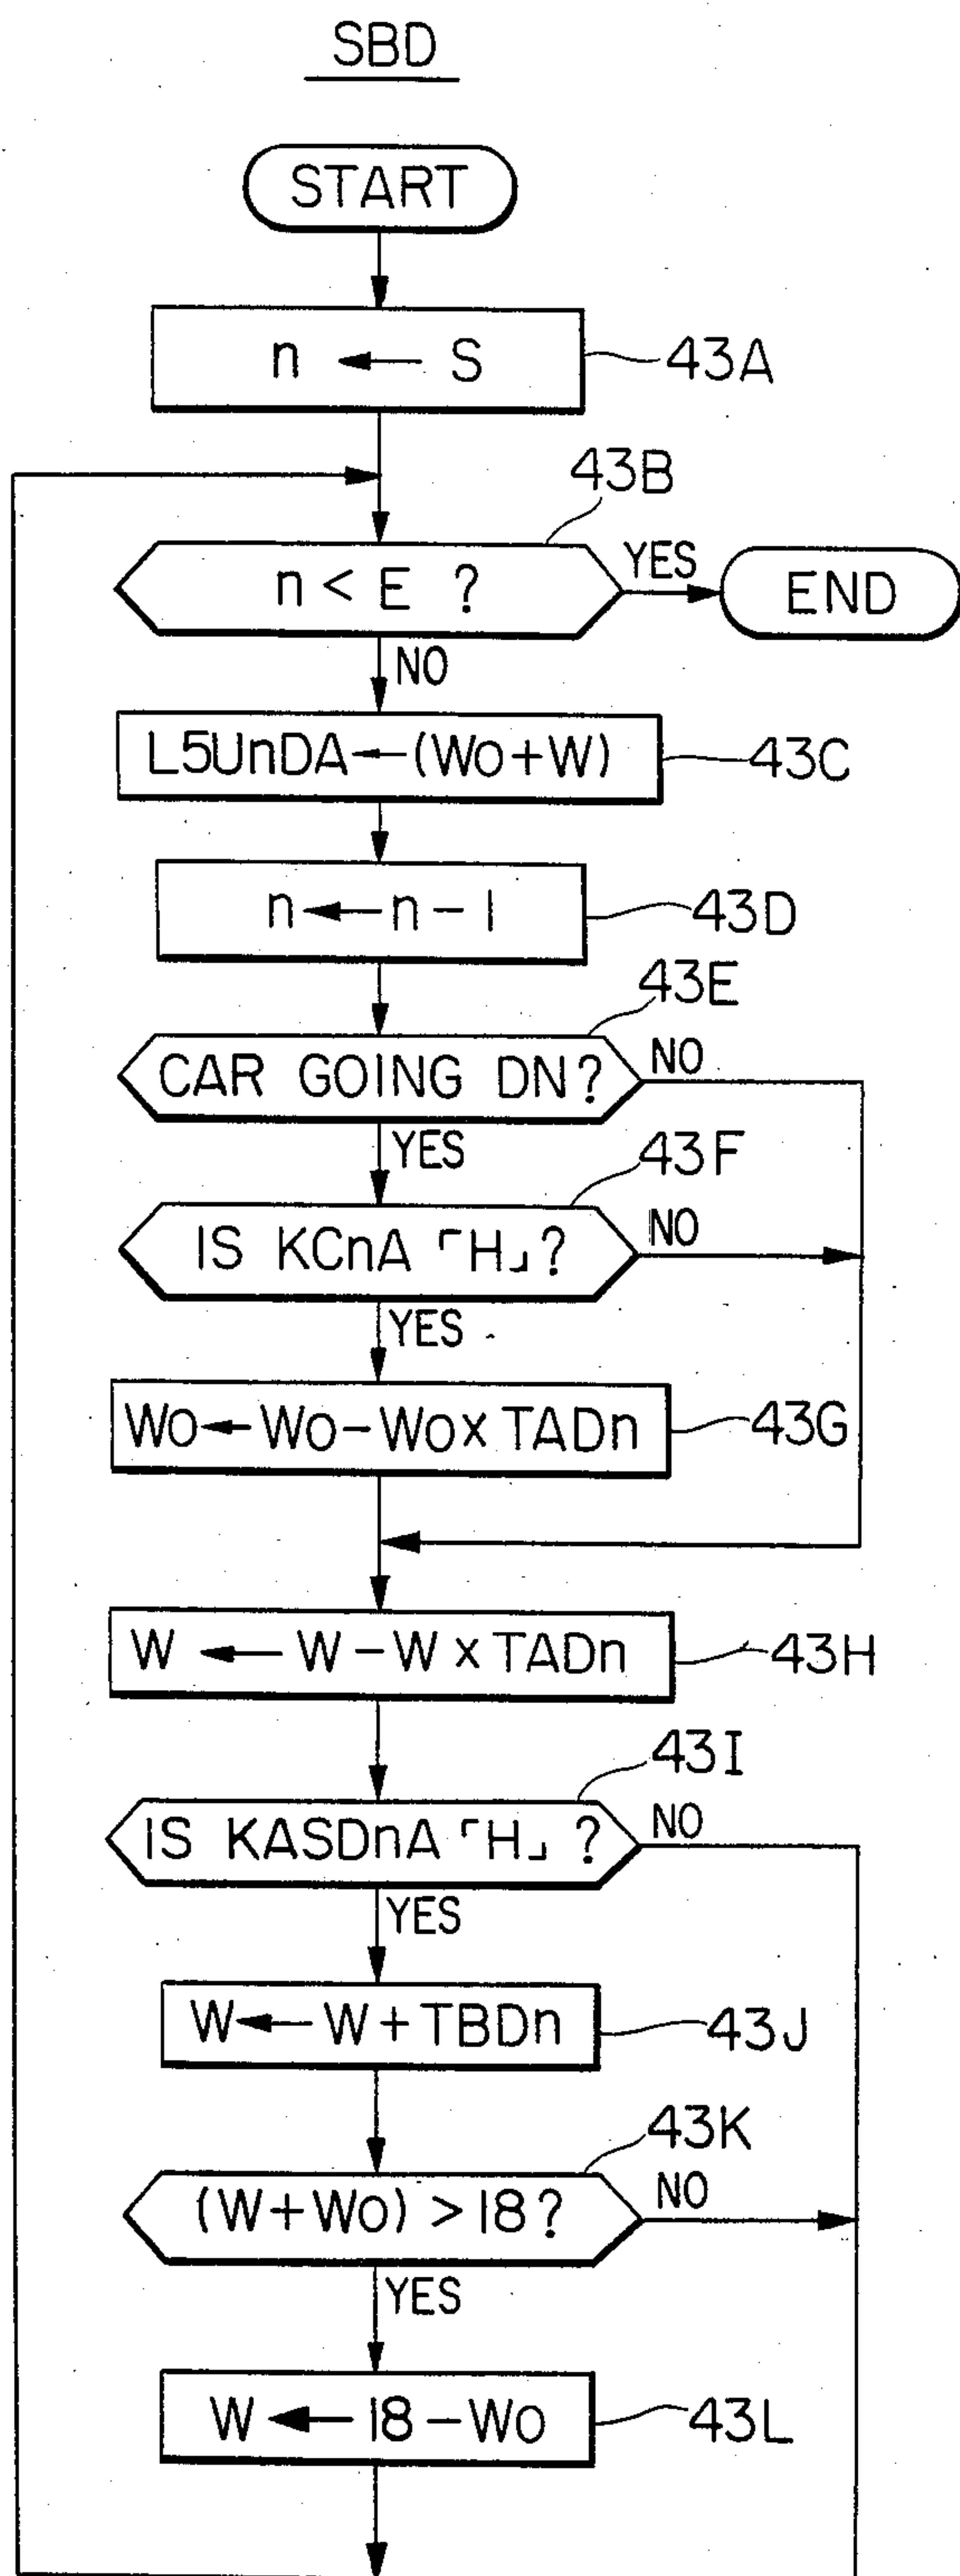 SBD
START
n ← S
43A
43B
n < E ?
YES
END
NO
L5UnDA←(Wo+W)
43C
n←n-1
43D
43E
CAR GOING DN?
NO
YES
43F
IS KCnA「H」?
NO
YES
Wo←Wo-Wo×TADn
43G
W ← W-W×TADn
43H
43I
IS KASDnA「H」?
NO
YES
W←W+TBDn
43J
43K
(W+Wo)>18?
NO
YES
W←18-Wo
43L